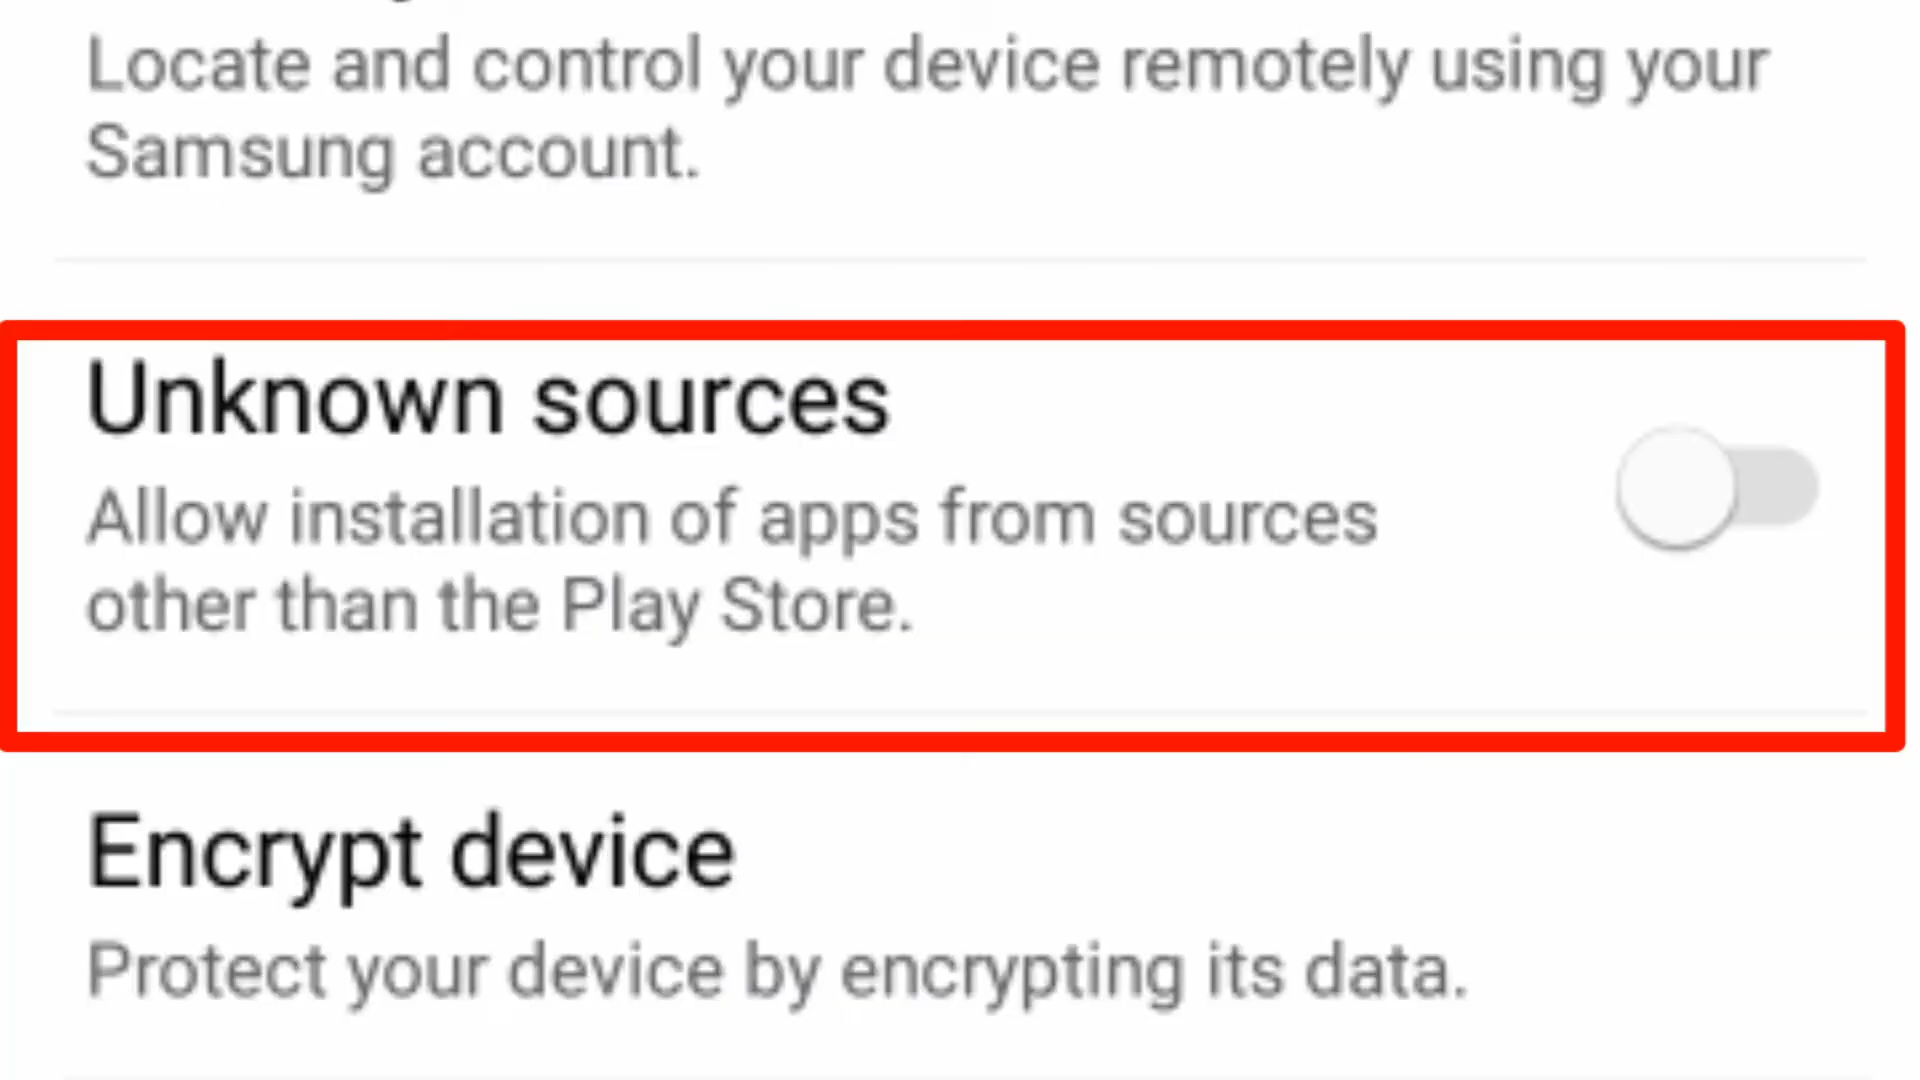 Locate and control your device remotely using your
Samsung account.
Unknown sources
Allow installation of apps from sources
other than the Play Store.
Encrypt device
Protect your device by encrypting its data.